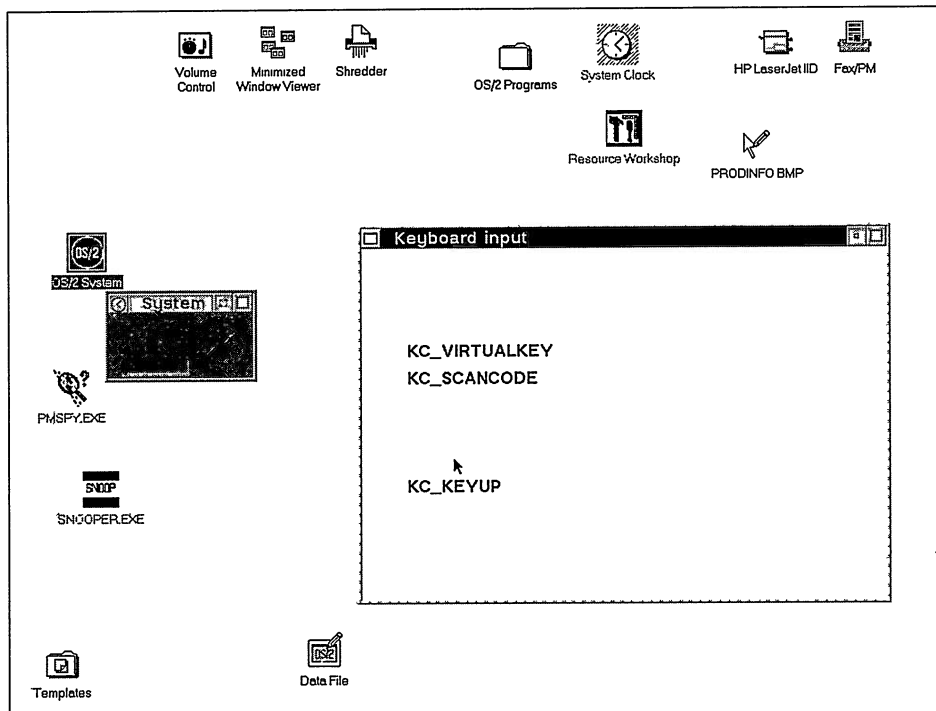 Volume
Control
Minimized
Window Viewer
Shredder
OS/2 Programs
System Clock
HP LaserJet IID
Fax/PM
Resource Workshop
PRODINFO BMP
OS/2
OS/2 System
System
Keyboard input
KC_VIRTUALKEY
KC_SCANCODE
PMSPY.EXE
KC_KEYUP
SNOOP
SNOOPER.EXE
Templates
OS/2
Data File